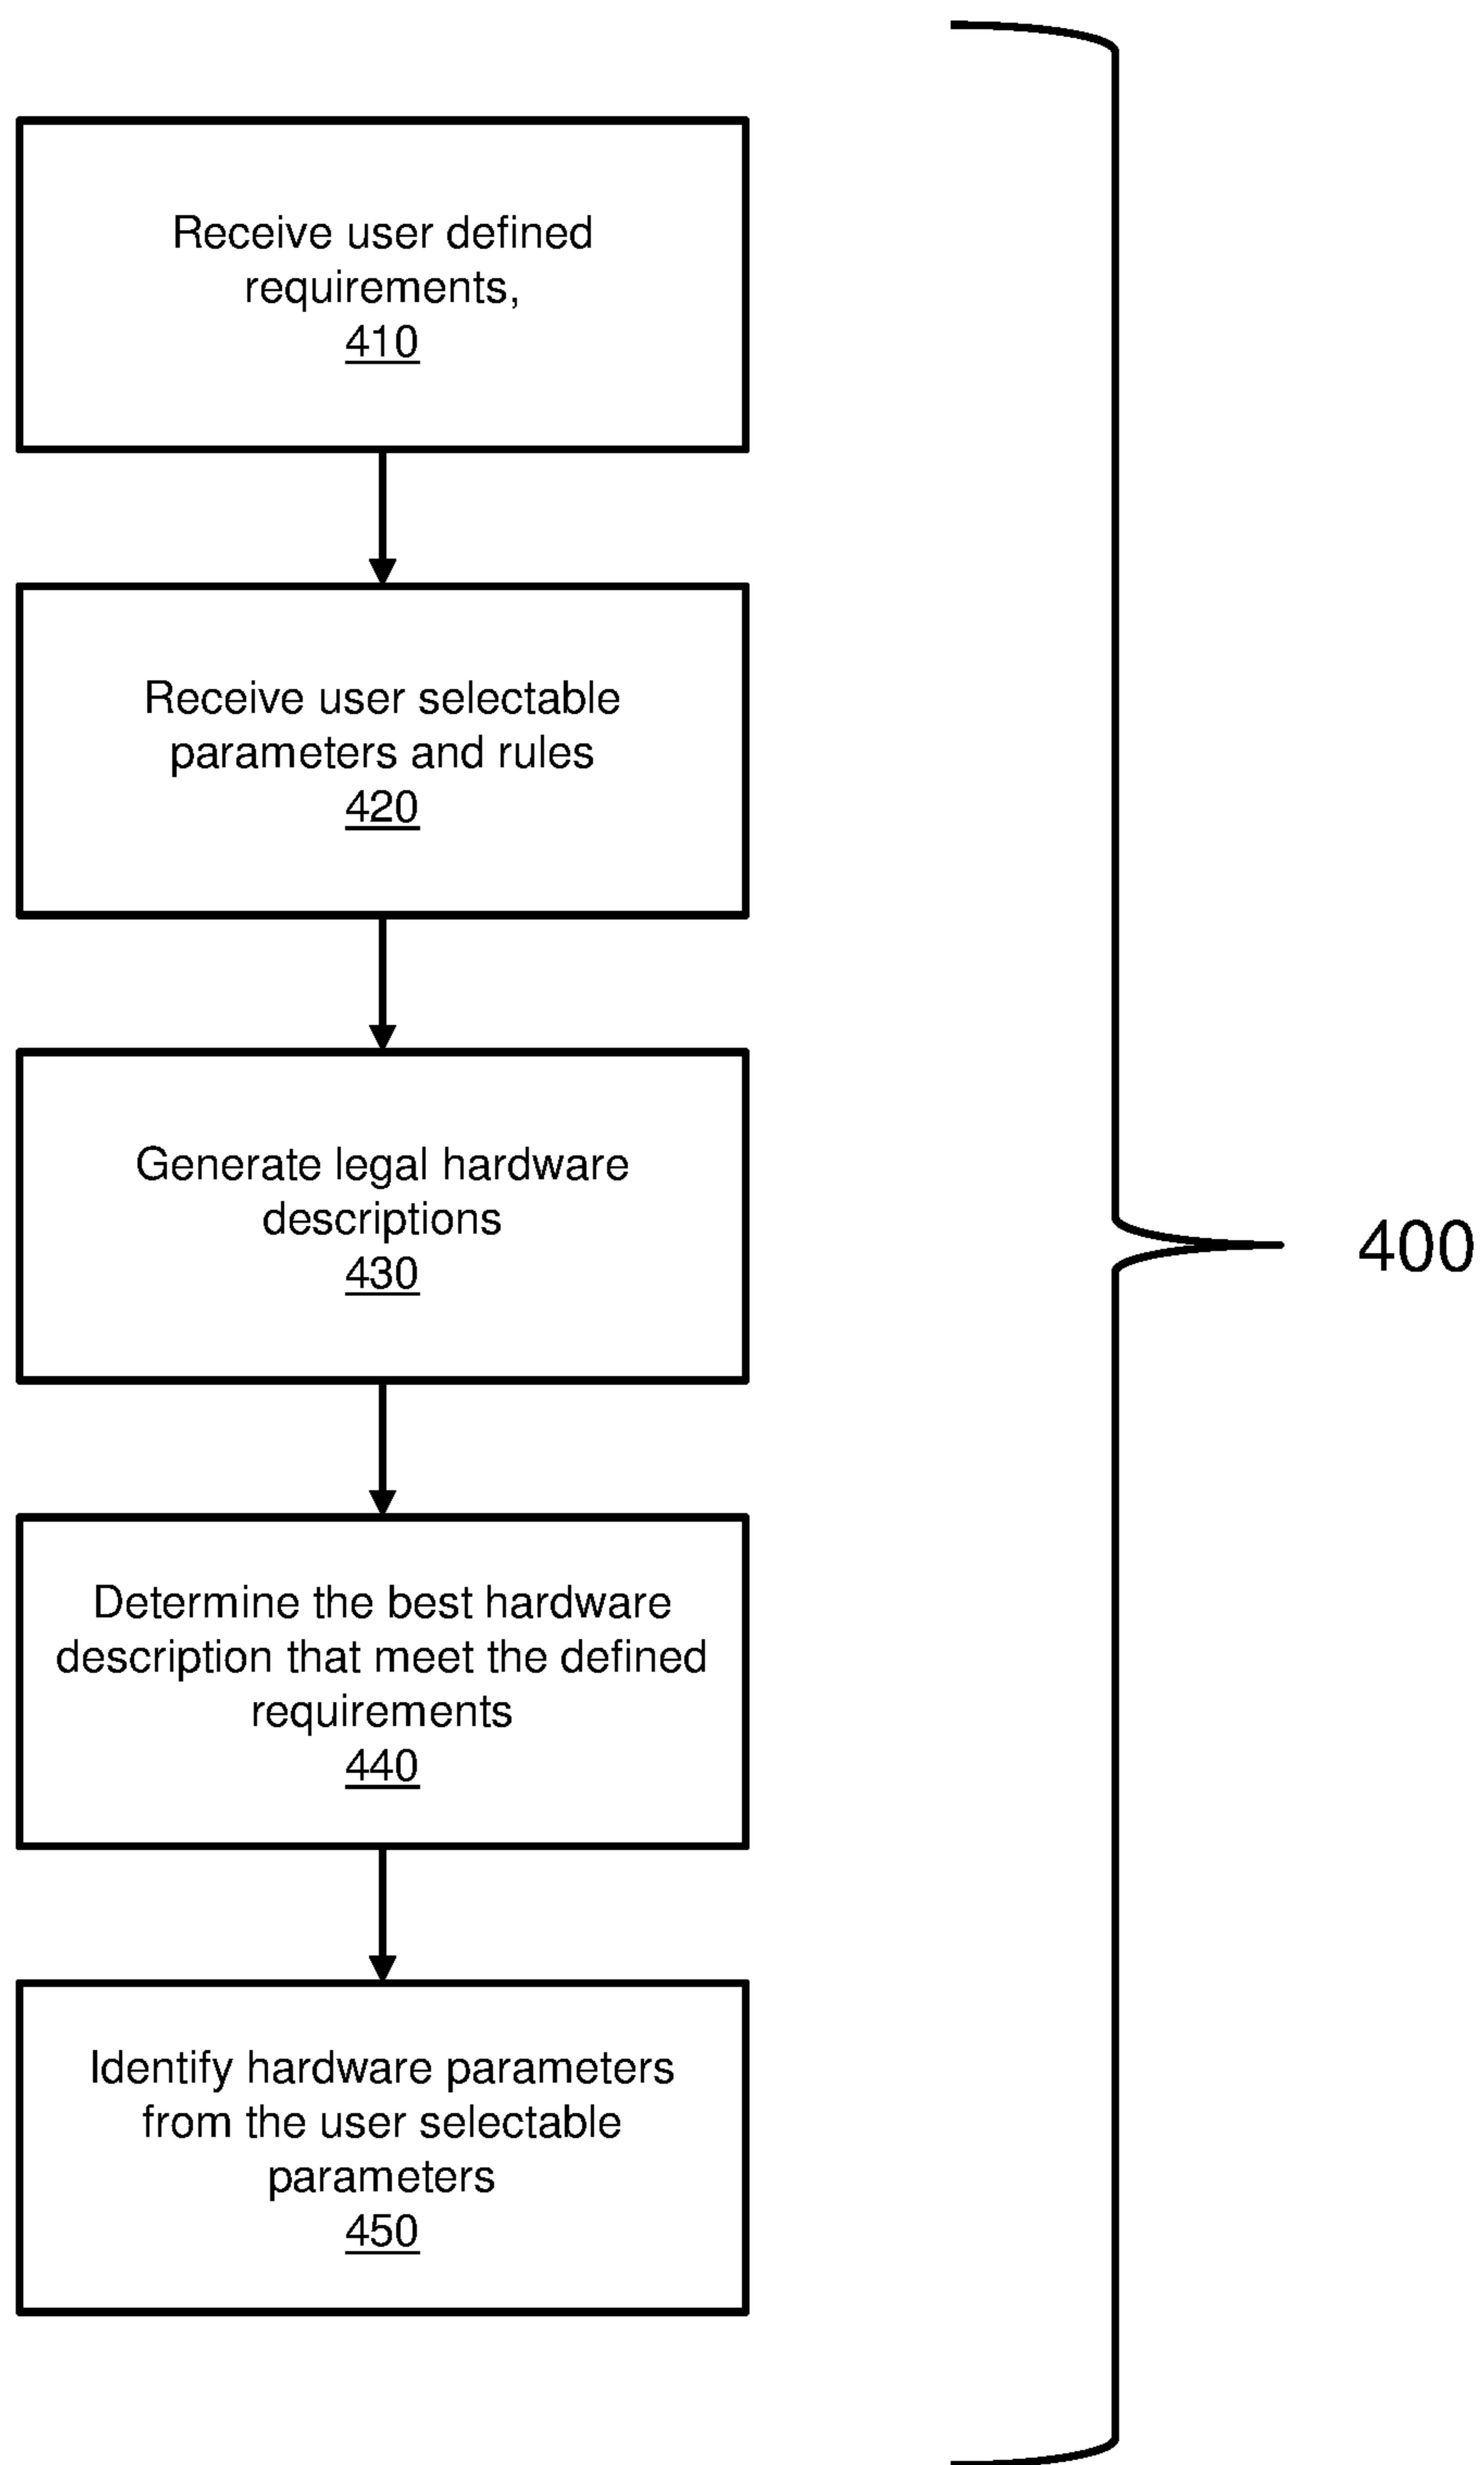 Receive user defined
requirements,
410
Receive user selectable
parameters and rules
420
Generate legal hardware
descriptions
430
400
Determine the best hardware
description that meet the defined
requirements
440
Identify hardware parameters
from the user selectable
parameters
450